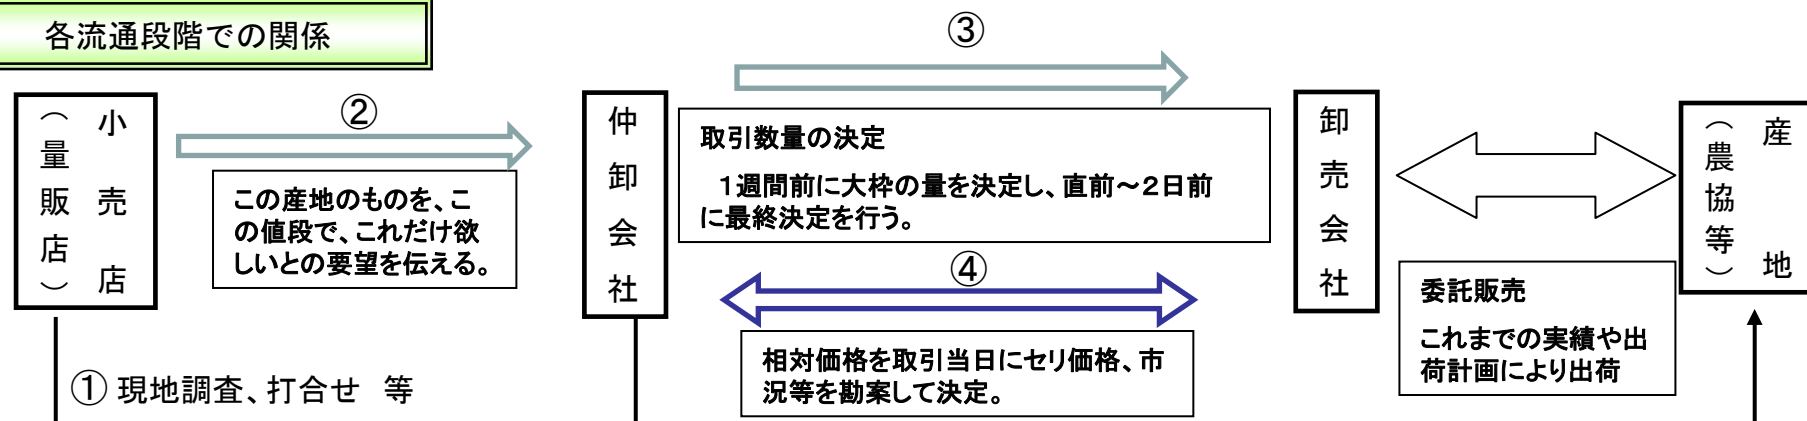 各流通段階での関係
③
②
小売店
（量販店）
仲卸会社
卸売会社
産地
（農協等）
取引数量の決定
１週間前に大枠の量を決定し、直前～２日前
に最終決定を行う。
この産地のものを、こ
の値段で、これだけ欲
しいとの要望を伝える。
④
相対価格を取引当日にセリ価格、市
況等を勘案して決定。
委託販売
これまでの実績や出
荷計画により出荷
① 現地調査、打合せ　等